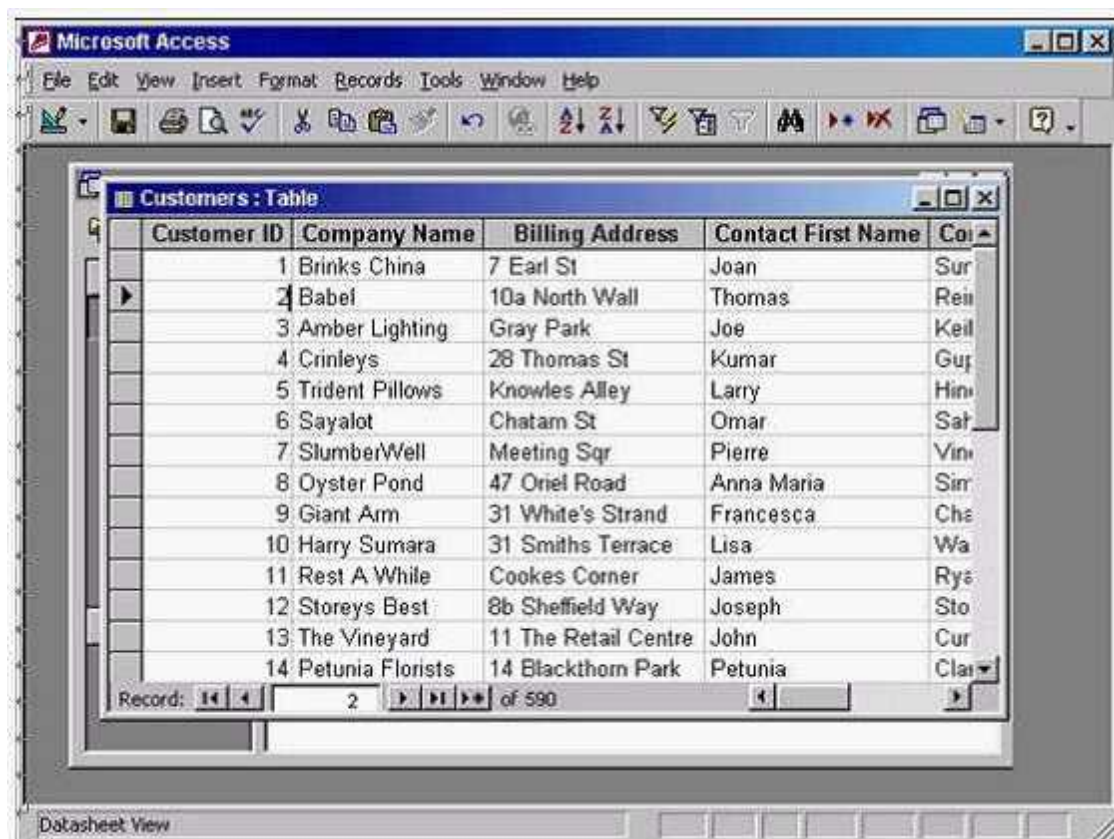 Microsoft Access
File Edit View Insert Format Records Tools Window Help
Customers : Table
Customer ID Company Name Billing Address Contact First Name
1 Brinks China 7 Earl St Joan
2 Babel 10a North Wall Thomas
3 Amber Lighting Gray Park Joe
4 Crinleys 28 Thomas St Kumar
5 Trident Pillows Knowles Alley Larry
6 Sayalot Chatam St Omar
7 SlumberWell Meeting Sqr Pierre
8 Oyster Pond 47 Oriel Road Anna Maria
9 Giant Arm 31 White's Strand Francesca
10 Harry Sumara 31 Smiths Terrace Lisa
11 Rest A While Cookes Corner James
12 Storeys Best 8b Sheffield Way Joseph
13 The Vineyard 11 The Retail Centre John
14 Petunia Florists 14 Blackthorn Park Petunia
Record: 2 of 590
Datasheet View